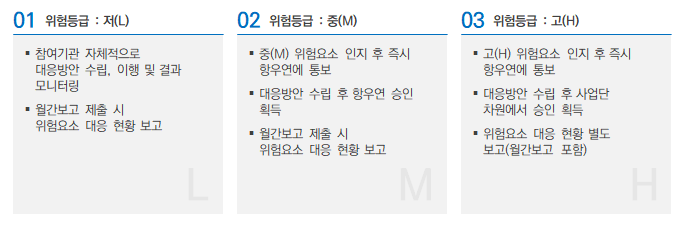 01 위험등급 : 저(L)
▪ 참여기관 자체적으로
대응방안 수립, 이행 및 결과
모니터링
▪ 월간보고 제출 시
위험요소 대응 현황 보고
L
02 위험등급 : 중(M)
▪ 중(M) 위험요소 인지 후 즉시
항우연에 통보
▪ 대응방안 수립 후 항우연 승인
획득
▪ 월간보고 제출 시
위험요소 대응 현황 보고
M
03 위험등급 : 고(H)
▪ 고(H) 위험요소 인지 후 즉시
항우연에 통보
▪ 대응방안 수립 후 사업단
차원에서 승인 획득
▪ 위험요소 대응 현황 별도
보고(월간보고 포함)
H